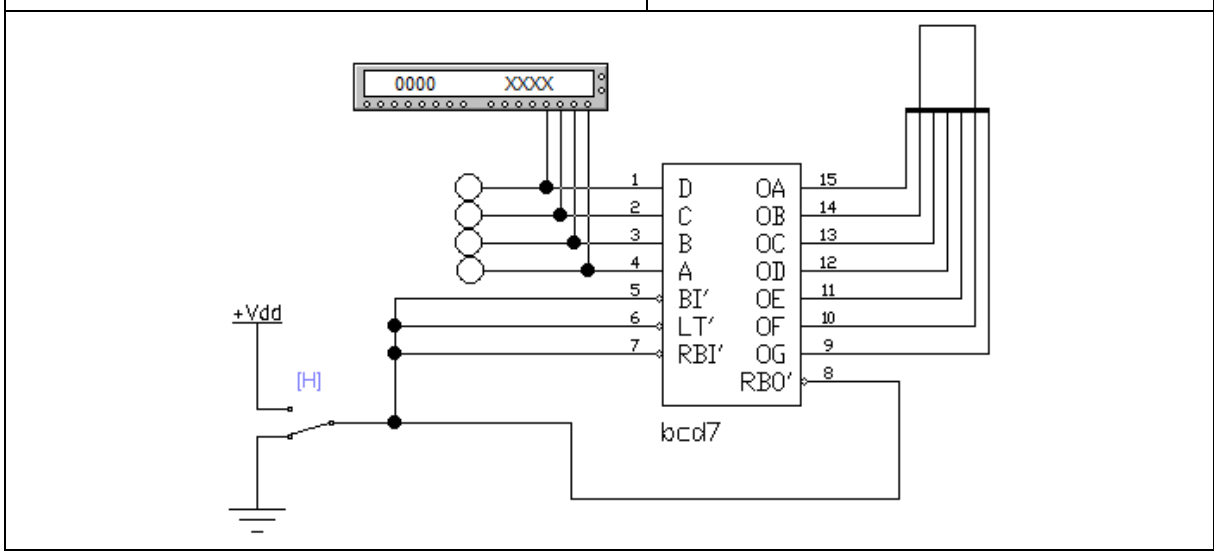 0000 XXXX
1 D OA 15
2 C OB 14
3 B OC 13
4 A OD 12
5 BI' OE 11
+Vdd 6 LT' OF 10
7 RBI' OG 9
[H] RBO' 8
bcd7